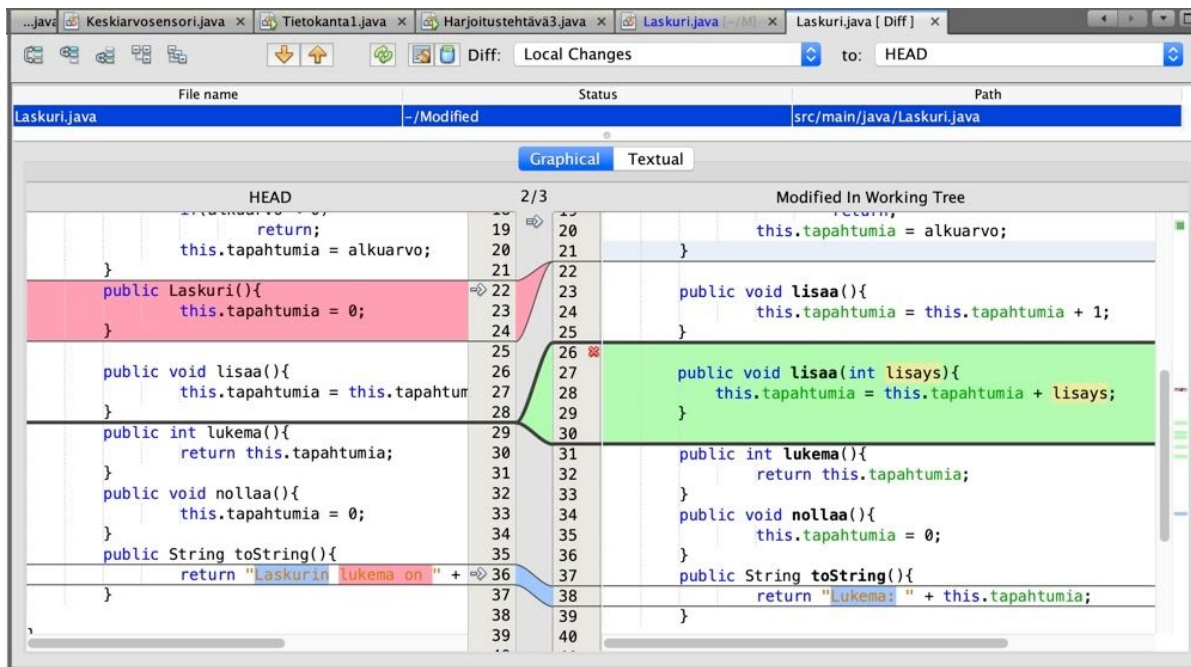 ...java Keskiarvosensori.java × Tietokanta1.java × Harjoitustehtävä3.java × Laskuri.java [-/M] × Laskuri.java [ Diff ] ×
Diff: Local Changes to: HEAD
File name Status Path
Laskuri.java -/Modified src/main/java/Laskuri.java
Graphical Textual
HEAD 2/3 Modified In Working Tree
return; 19
this.tapahtumia = alkuarvo; 20
} 21
public Laskuri(){ 22
this.tapahtumia = 0; 23
} 24
25
public void lisaa(){ 26
this.tapahtumia = this.tapahtum 27
} 28
public int lukema(){ 29
return this.tapahtumia; 30
} 31
public void nollaa(){ 32
this.tapahtumia = 0; 33
} 34
public String toString(){ 35
return "Laskurin lukema on " + 36
} 37
38
39
20 this.tapahtumia = alkuarvo;
21 }
22
23 public void lisaa(){
24 this.tapahtumia = this.tapahtumia + 1;
25 }
26
27 public void lisaa(int lisays){
28 this.tapahtumia = this.tapahtumia + lisays;
29 }
30
31 public int lukema(){
32 return this.tapahtumia;
33 }
34 public void nollaa(){
35 this.tapahtumia = 0;
36 }
37 public String toString(){
38 return "Lukema: " + this.tapahtumia;
39 }
40